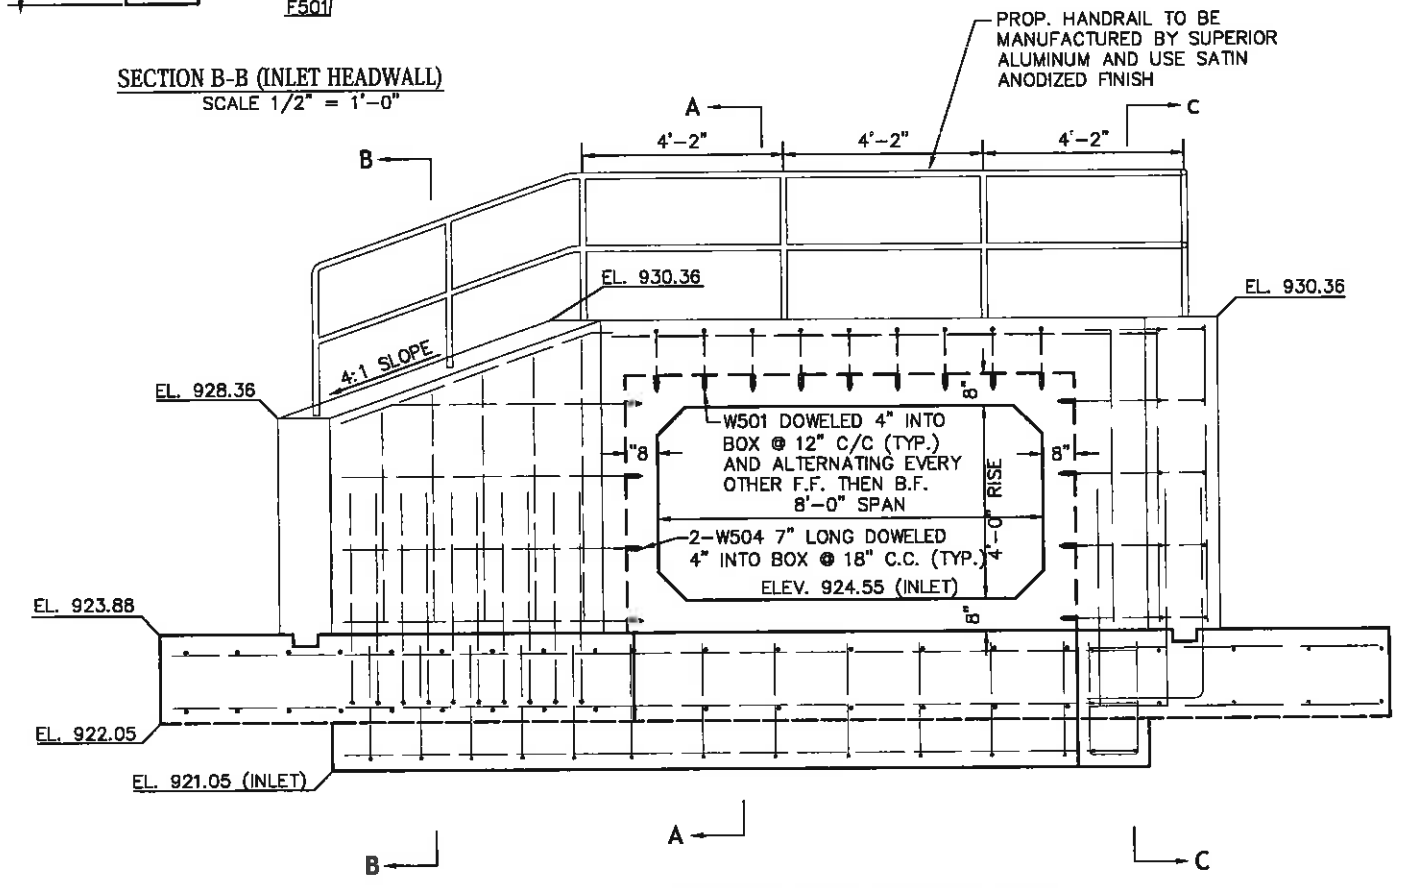 F501
SECTION B-B (INLET HEADWALL)
SCALE 1/2" = 1'-0"
PROP. HANDRAIL TO BE
MANUFACTURED BY SUPERIOR
ALUMINUM AND USE SATIN
ANODIZED FINISH
A
C
4'-2"
4'-2"
4'-2"
B
EL. 930.36
EL. 930.36
4:1 SLOPE
EL. 928.36
8"
W501 DOWELED 4" INTO
BOX @ 12" C/C (TYP.)
AND ALTERNATING EVERY
OTHER F.F. THEN B.F.
8'-0" SPAN
"8
8"
4'-0" RISE
2-W504 7" LONG DOWELED
4" INTO BOX @ 18" C.C. (TYP.)
ELEV. 924.55 (INLET)
8"
EL. 923.88
EL. 922.05
EL. 921.05 (INLET)
A
B
C